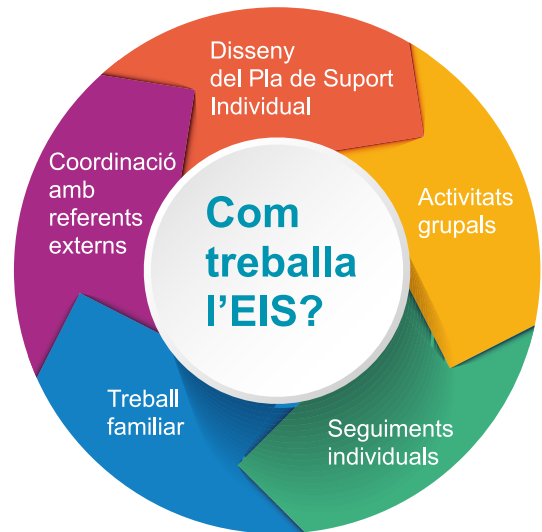 Com
treballa
l’EIS?
Disseny
del Pla de Suport
Individual
Activitats
grupals
Seguiments
individuals
Treball
familiar
Coordinació
amb
referents
externs